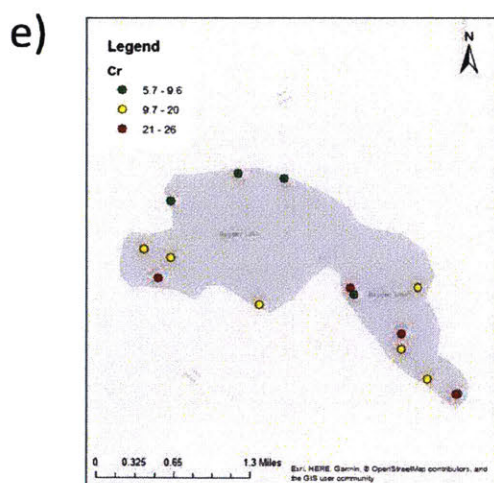 e)
Legend
N
Cr
5.7 - 9.6
9.7 - 20
21 - 26
0 0.325 0.65 1.3 Miles
Esri, HERE, Garmin, © OpenStreetMap contributors, and
the GIS user community